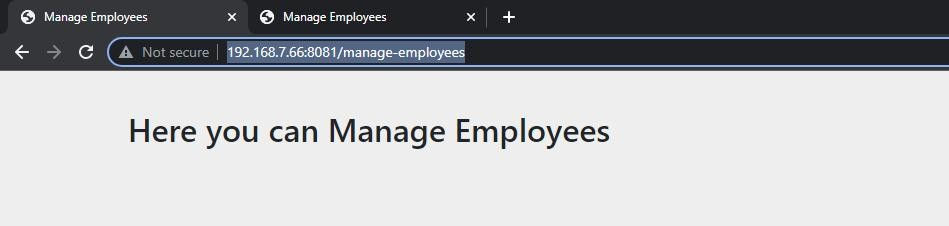 Manage Employees
Manage Employees
Not secure
192.168.7.66:8081/manage-employees
Here you can Manage Employees